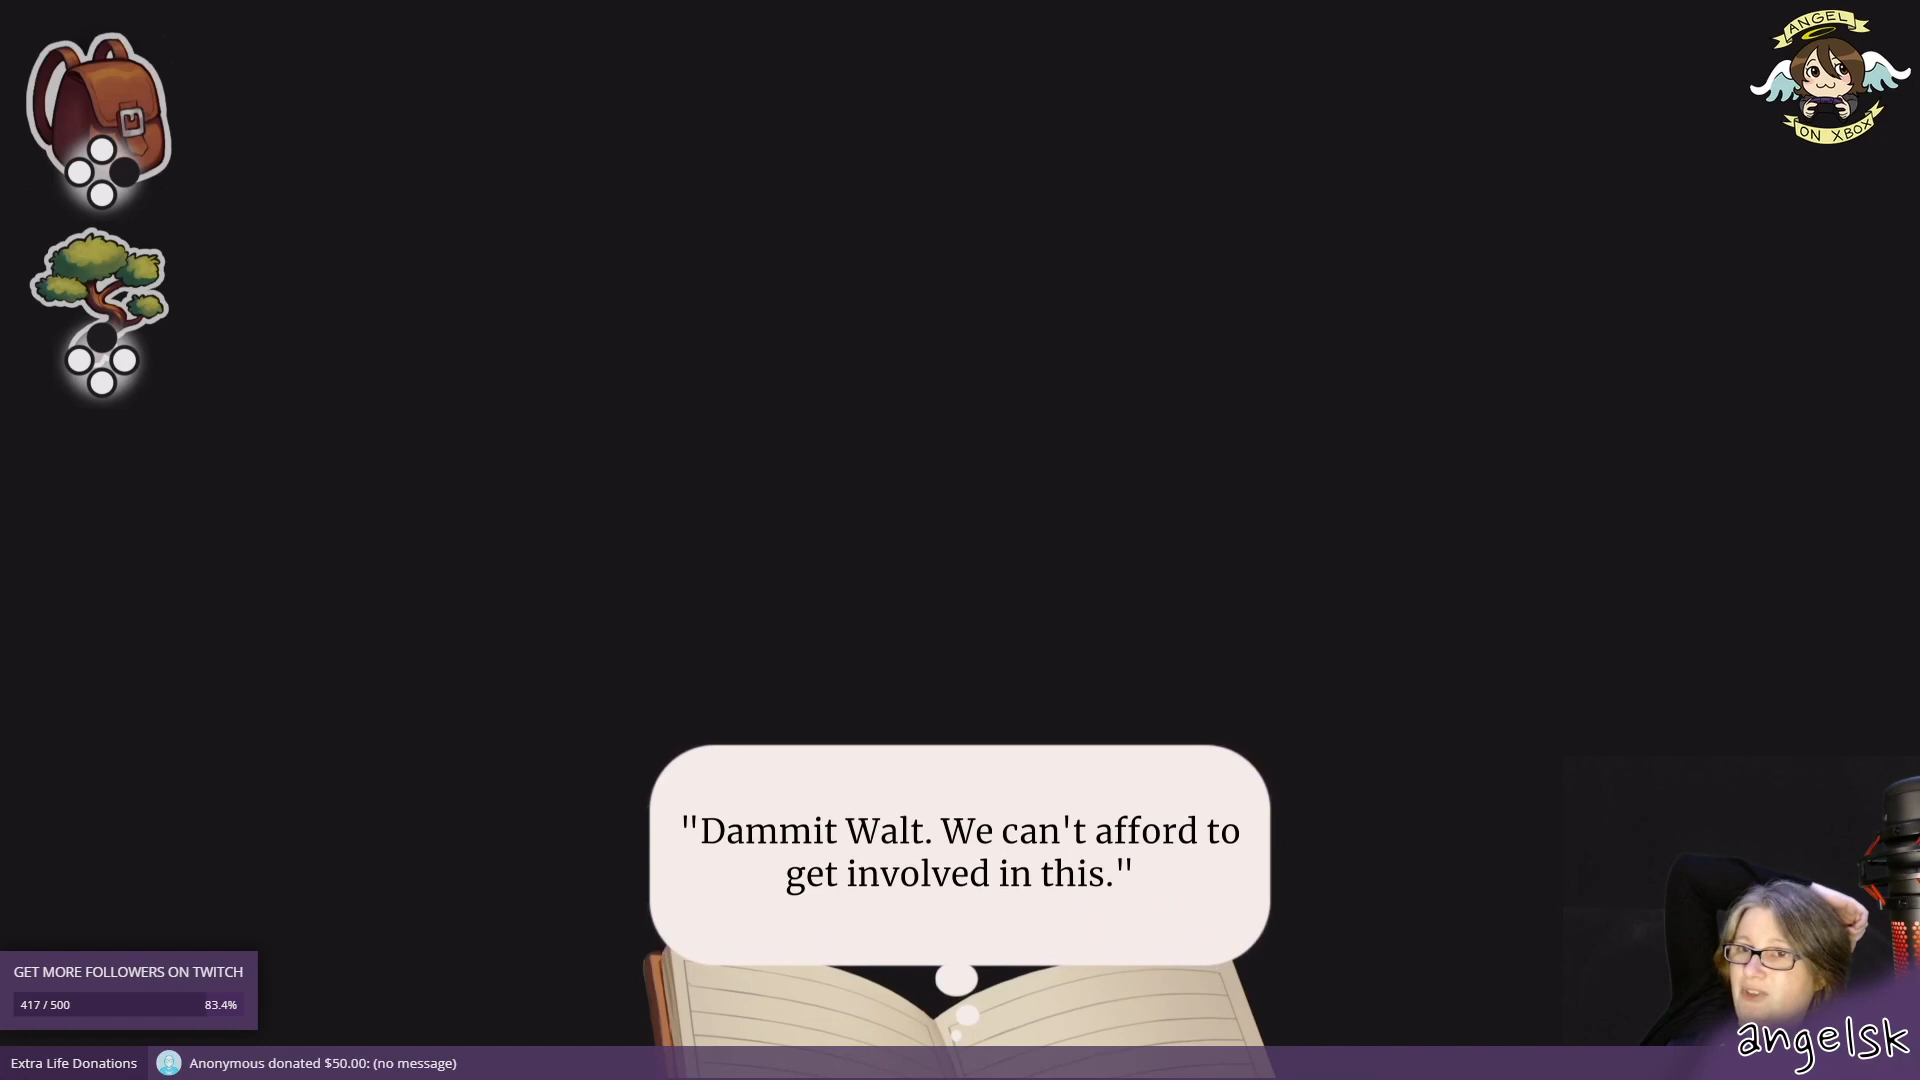 ANGEL
ON XBOX
"Dammit Walt. We can't afford to
get involved in this."
GET MORE FOLLOWERS ON TWITCH
417 / 500 83.4%
angelsk
Extra Life Donations Anonymous donated $50.00: (no message)